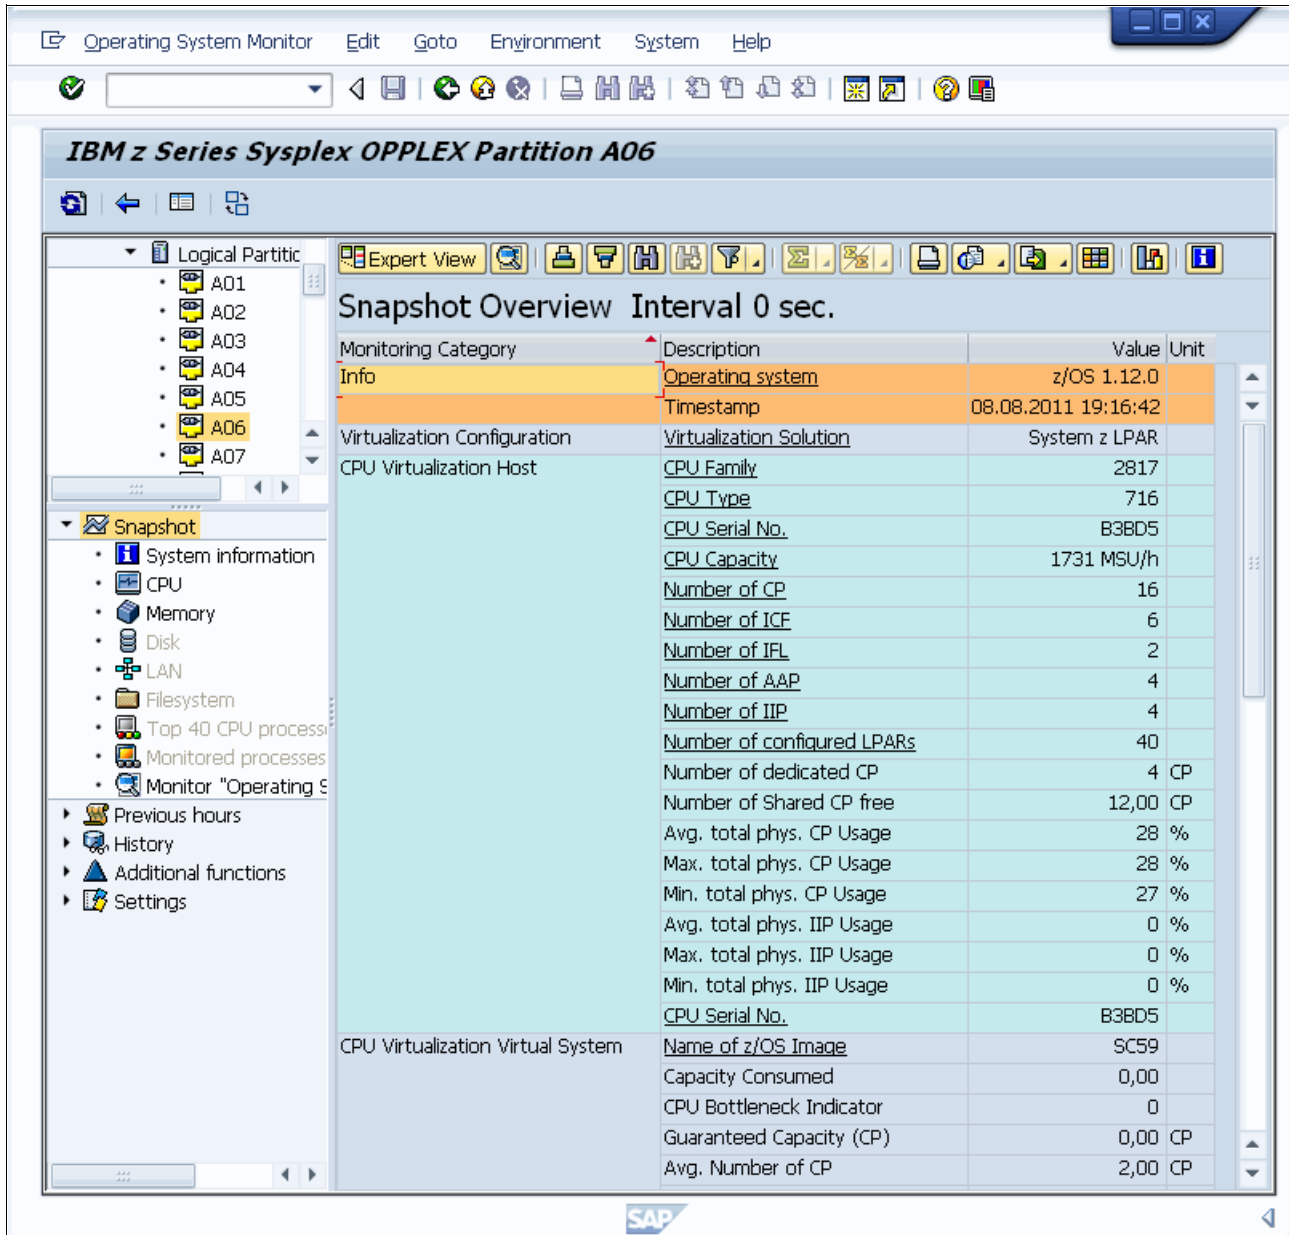 Operating System Monitor Edit Goto Environment System Help
IBM z Series Sysplex OPPLEX Partition A06
Logical Partitic
A01
A02
A03
A04
A05
A06
A07
Snapshot
System information
CPU
Memory
Disk
LAN
Filesystem
Top 40 CPU process
Monitored processes
Monitor "Operating S
Previous hours
History
Additional functions
Settings
Expert View
Snapshot Overview Interval 0 sec.
Monitoring Category Description Value Unit
Info Operating system z/OS 1.12.0
Timestamp 08.08.2011 19:16:42
Virtualization Configuration Virtualization Solution System z LPAR
CPU Virtualization Host CPU Family 2817
CPU Type 716
CPU Serial No. B3BD5
CPU Capacity 1731 MSU/h
Number of CP 16
Number of ICF 6
Number of IFL 2
Number of AAP 4
Number of IIP 4
Number of configured LPARs 40
Number of dedicated CP 4 CP
Number of Shared CP free 12,00 CP
Avg. total phys. CP Usage 28 %
Max. total phys. CP Usage 28 %
Min. total phys. CP Usage 27 %
Avg. total phys. IIP Usage 0 %
Max. total phys. IIP Usage 0 %
Min. total phys. IIP Usage 0 %
CPU Serial No. B3BD5
CPU Virtualization Virtual System Name of z/OS Image SC59
Capacity Consumed 0,00
CPU Bottleneck Indicator 0
Guaranteed Capacity (CP) 0,00 CP
Avg. Number of CP 2,00 CP
SAP